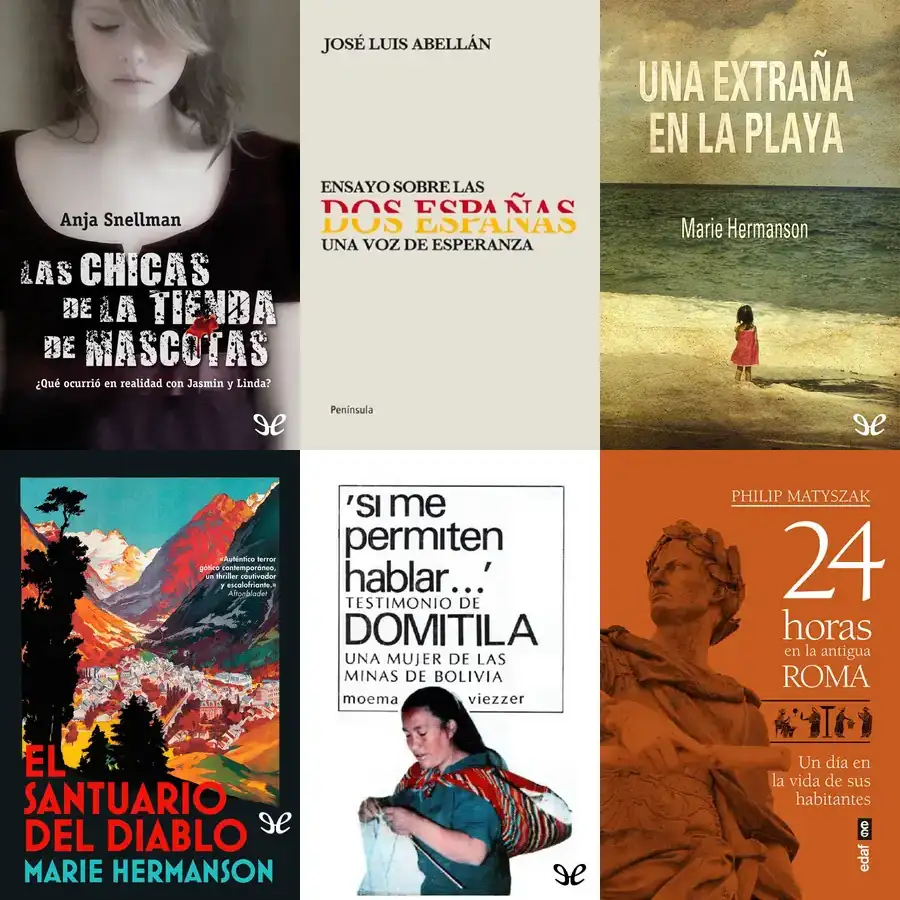 Anja Snellman
LAS CHICAS
DE LA TIENDA
DE MASCOTAS
¿Qué ocurrió en realidad con Jasmin y Linda?
JOSÉ LUIS ABELLÁN
ENSAYO SOBRE LAS
DOS ESPAÑAS
UNA VOZ DE ESPERANZA
Península
UNA EXTRAÑA
EN LA PLAYA
Marie Hermanson
«Auténtico terror
gótico contemporáneo,
un thriller cautivador
y escalofriante.»
Aftonbladet
EL
SANTUARIO
DEL DIABLO
MARIE HERMANSON
'si me
permiten
hablar...'
TESTIMONIO DE
DOMITILA
UNA MUJER DE LAS
MINAS DE BOLIVIA
moema viezzer
PHILIP MATYSZAK
24
horas
en la antigua
ROMA
Un día en
la vida de sus
habitantes
edaf